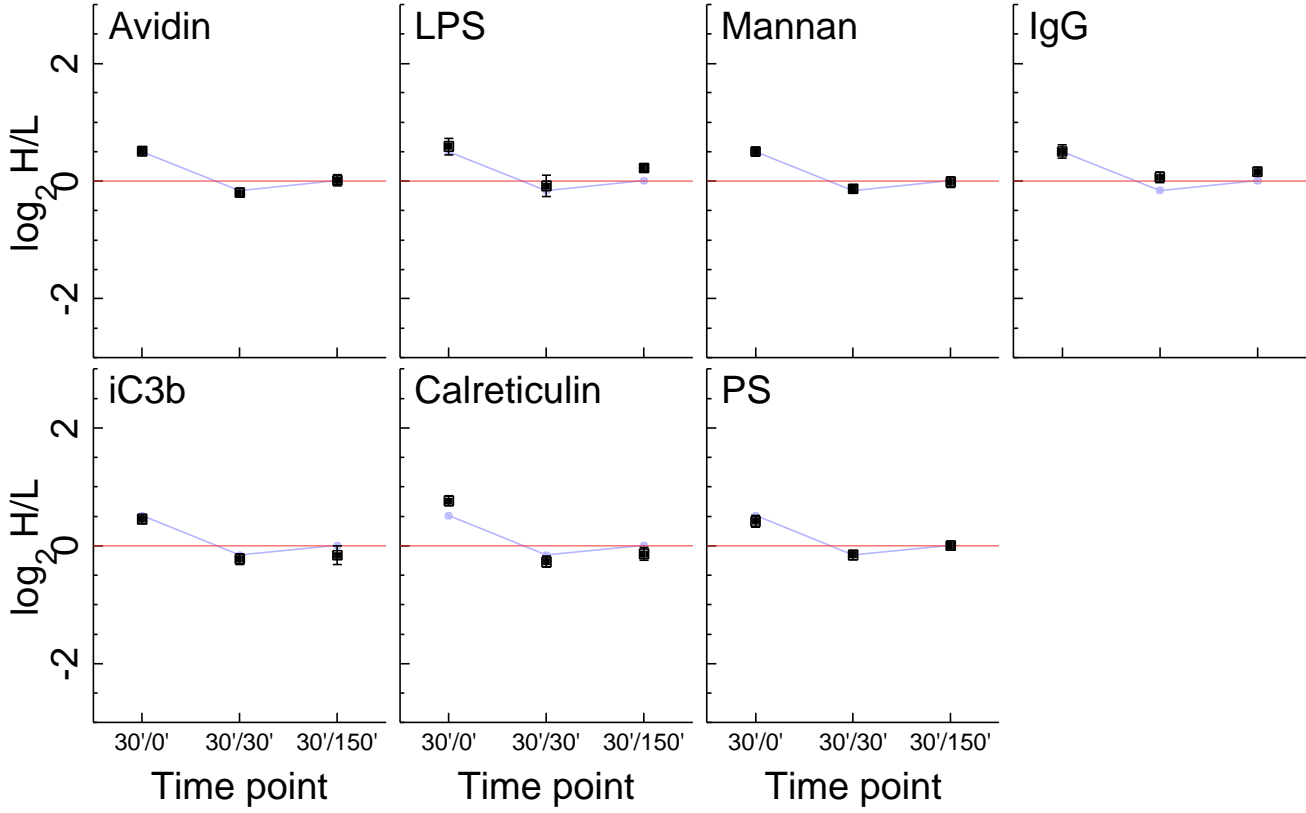 Avidin
LPS
Mannan
IgG
log2 H/L
2
0
-2
iC3b
Calreticulin
PS
log2 H/L
2
0
-2
30'/0' 30'/30' 30'/150'
30'/0' 30'/30' 30'/150'
30'/0' 30'/30' 30'/150'
Time point
Time point
Time point